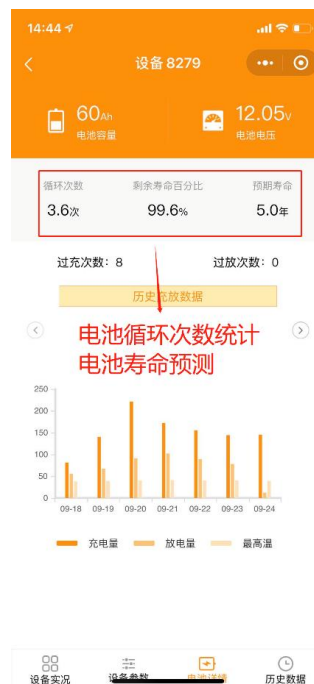 14:44
设备 8279
60Ah
12.05v
电池容量
电池电压
循环次数
剩余寿命百分比
预期寿命
3.6次
99.6%
5.0年
过充次数: 8
过放次数: 0
历史充放数据
电池循环次数统计
电池寿命预测
250
200
150
100
50
0
09-18
09-19
09-20
09-21
09-22
09-23
09-24
充电量
放电量
最高温
设备实况
设备参数
电池详情
历史数据